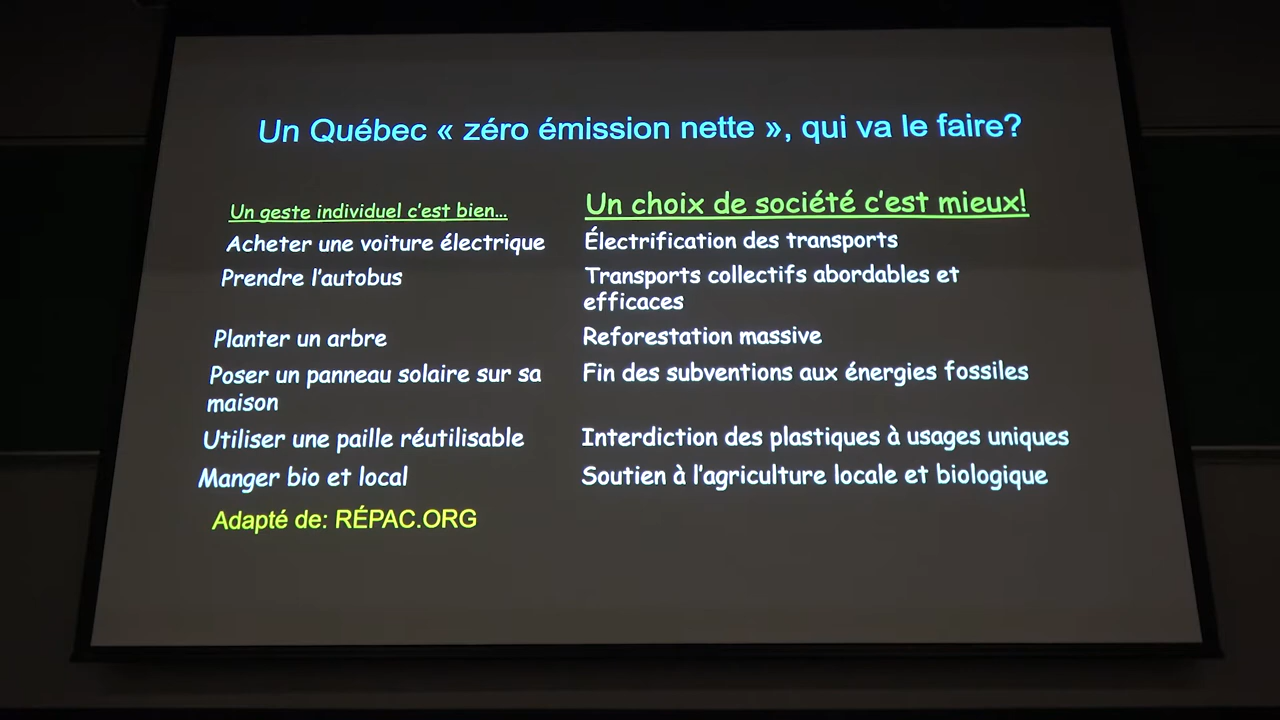 Un Québec « zéro émission nette », qui va le faire?
Un geste individuel c'est bien...
Un choix de société c'est mieux!
Acheter une voiture électrique
Électrification des transports
Prendre l'autobus
Transports collectifs abordables et
efficaces
Planter un arbre
Reforestation massive
Poser un panneau solaire sur sa
maison
Fin des subventions aux énergies fossiles
Utiliser une paille réutilisable
Interdiction des plastiques à usages uniques
Manger bio et local
Soutien à l'agriculture locale et biologique
Adapté de: RÉPAC.ORG